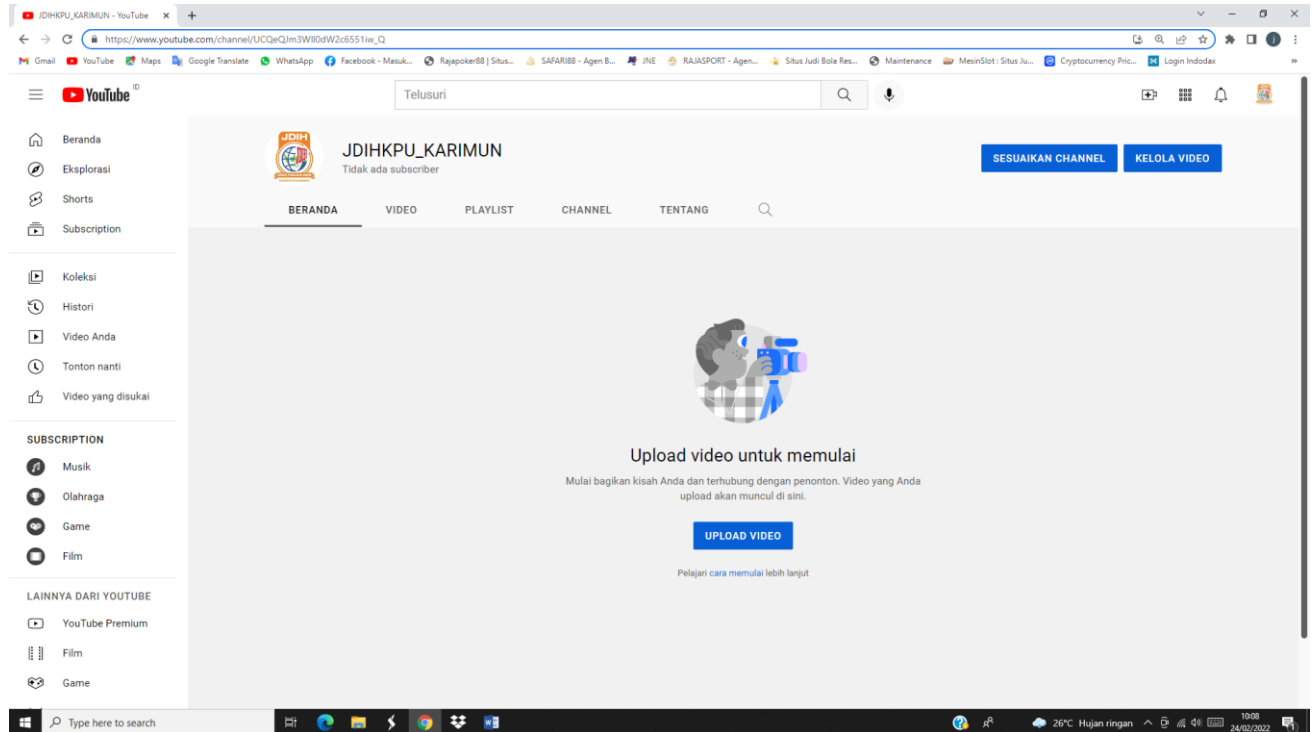 JDIHKPU_KARIMUN - YouTube
https://www.youtube.com/channel/UCQeQJm3WIl0dW2c6551iw_Q
Gmail YouTube Maps Google Translate WhatsApp Facebook - Masuk... Rajapoker88 | Situs... SAFARI88 - Agen B... JNE RAJASPORT - Agen... Situs Judi Bola Res... Maintenance MesinSlot : Situs Ju... Cryptocurrency Pric... Login Indodax
YouTube ID Telusuri
Beranda
Eksplorasi
Shorts
Subscription
Koleksi
Histori
Video Anda
Tonton nanti
Video yang disukai
SUBSCRIPTION
Musik
Olahraga
Game
Film
LAINNYA DARI YOUTUBE
YouTube Premium
Film
Game
JDIH
JDIHKPU_KARIMUN
Tidak ada subscriber
SESUAIKAN CHANNEL KELOLA VIDEO
BERANDA VIDEO PLAYLIST CHANNEL TENTANG
Upload video untuk memulai
Mulai bagikan kisah Anda dan terhubung dengan penonton. Video yang Anda
upload akan muncul di sini.
UPLOAD VIDEO
Pelajari cara memulai lebih lanjut
Type here to search
26°C Hujan ringan
10:08
24/02/2022